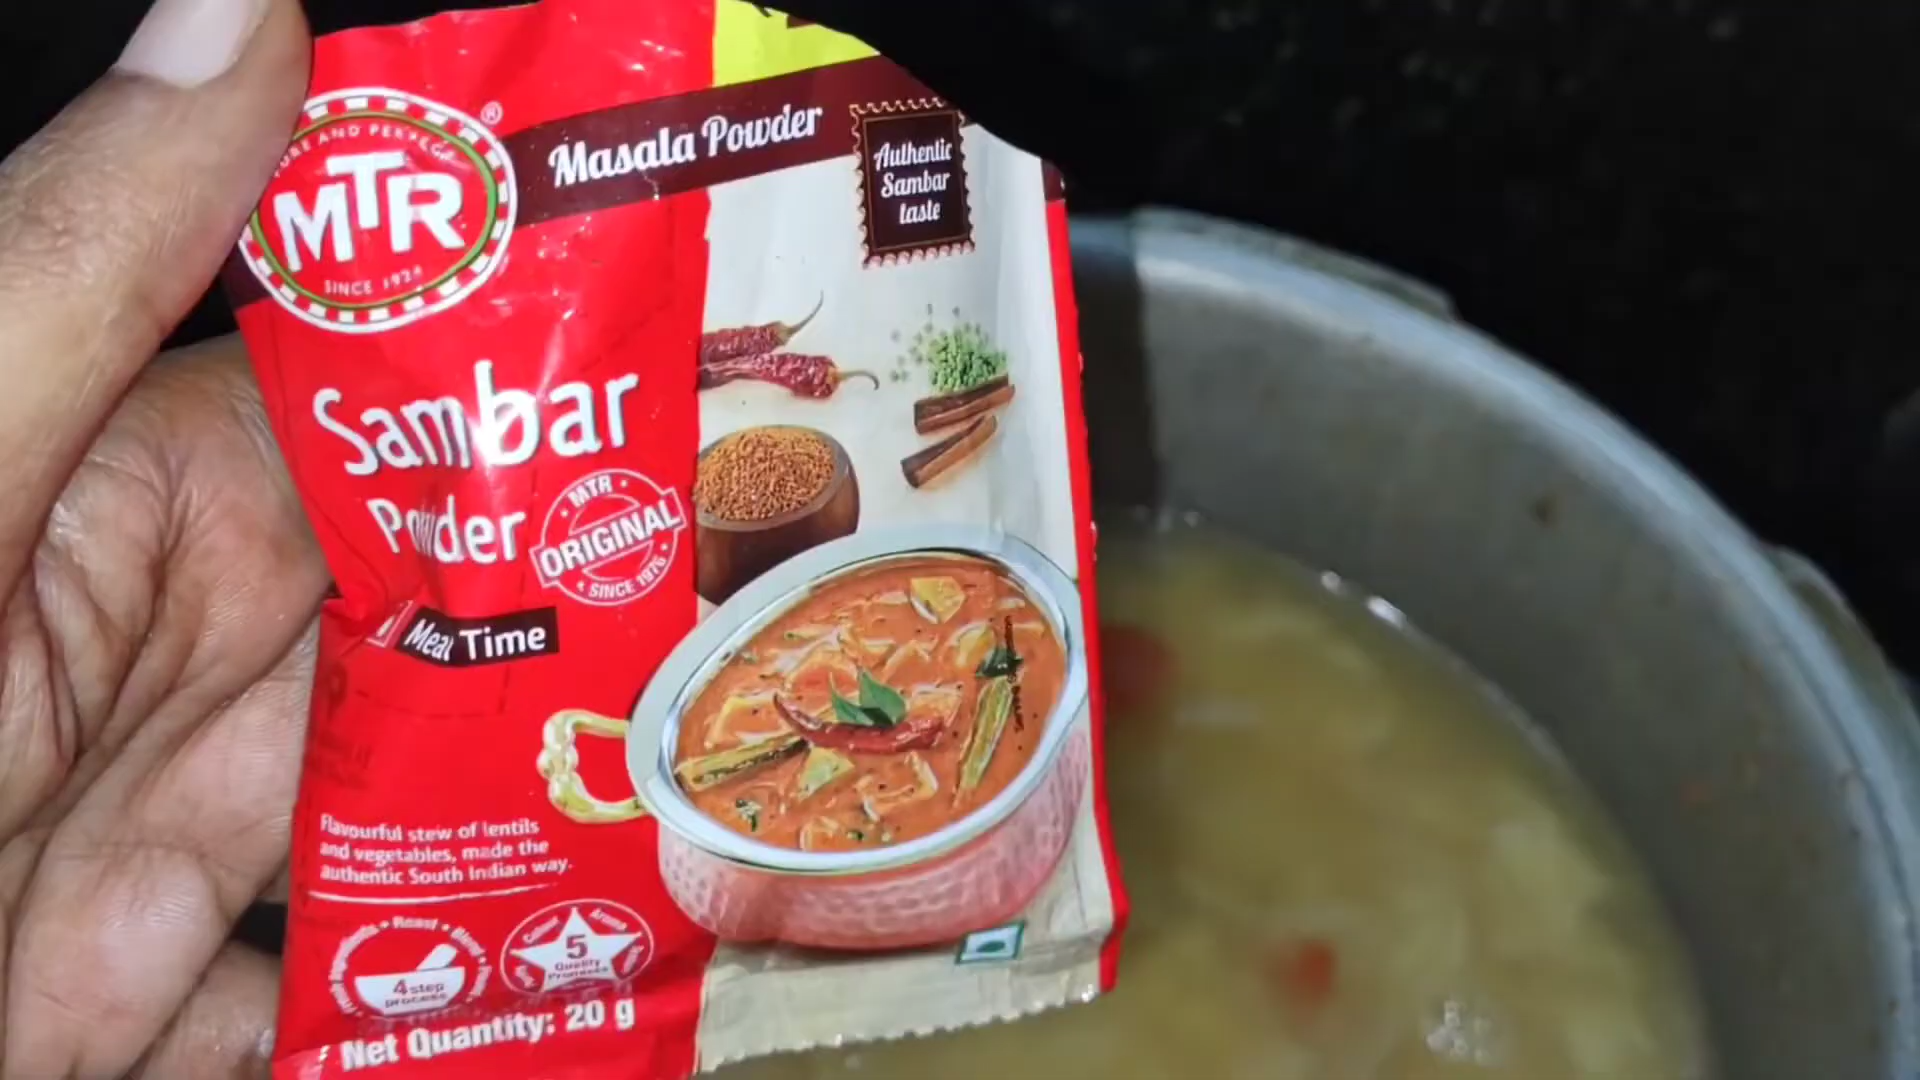 PURE AND PERFECT
MTR
®
SINCE 1924
Masala Powder
Authentic
Sambar
taste
Sambar
Powder
MTR
ORIGINAL
SINCE 1976
Meal Time
Flavourful stew of lentils
and vegetables, made the
authentic South Indian way.
Roast
4 step
process
5
Quality
Promises
Net Quantity: 20 g